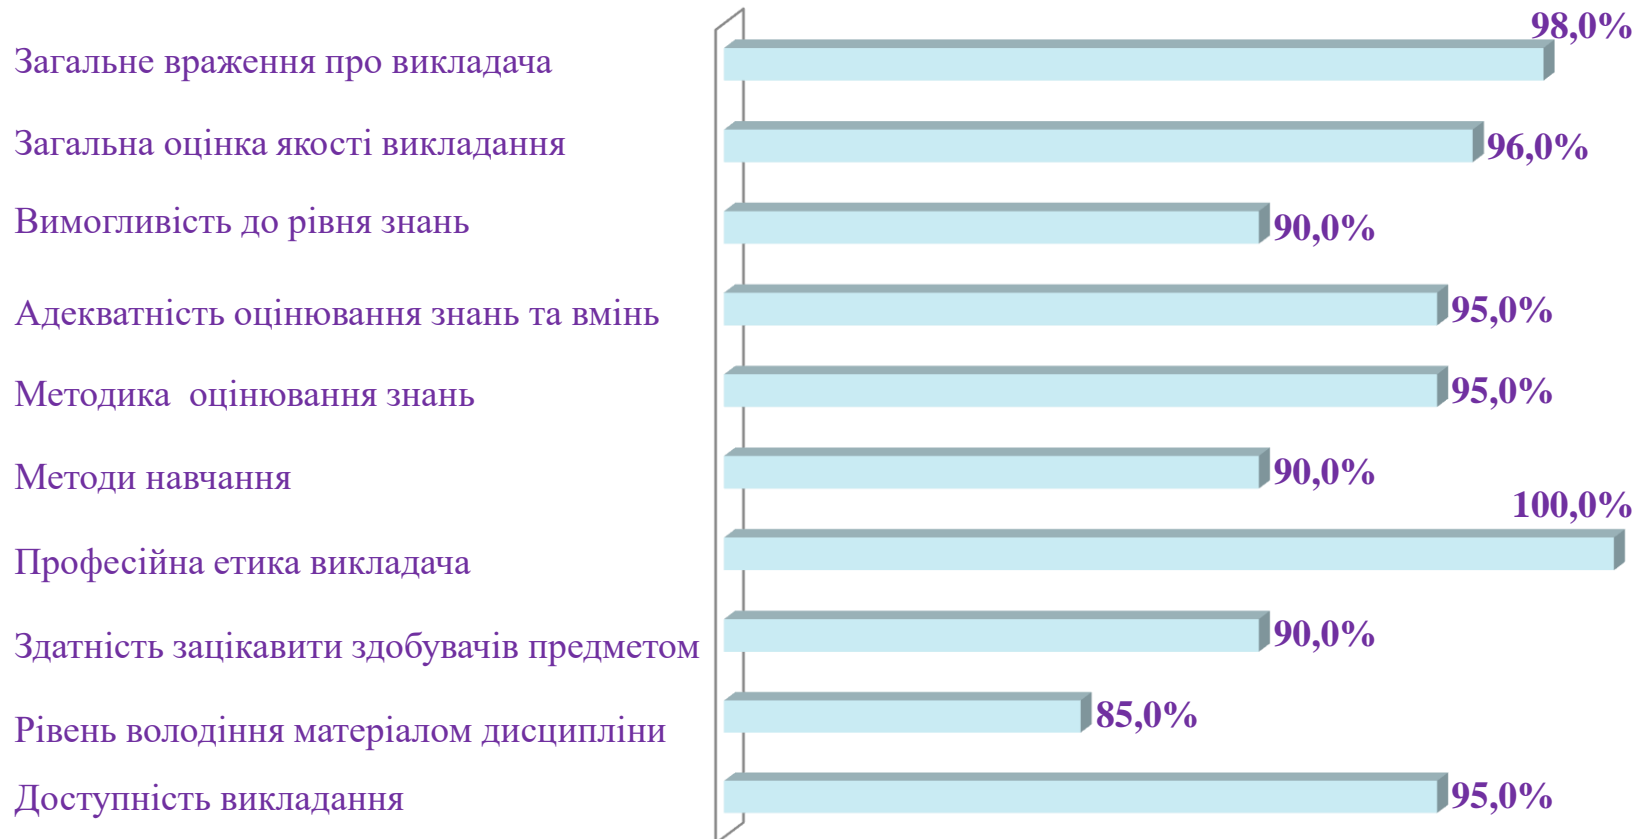 Загальне враження про викладача 98,0%
Загальна оцінка якості викладання 96,0%
Вимогливість до рівня знань 90,0%
Адекватність оцінювання знань та вмінь 95,0%
Методика  оцінювання знань 95,0%
Методи навчання 90,0%
Професійна етика викладача 100,0%
Здатність зацікавити здобувачів предметом 90,0%
Рівень володіння матеріалом дисципліни 85,0%
Доступність викладання 95,0%